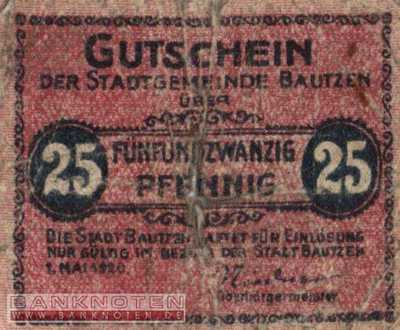 GUTSCHEIN
DER STADTGEMEINDE BAUTZEN
ÜBER
25 FÜNFUNDZWANZIG PFENNIG 25
DIE STADT BAUTZEN HAFTET FÜR EINLÖSUNG
NUR GÜLTIG IM BEZIRK DER STADT BAUTZEN
1. MAI 1920.
Oberbürgermeister
BANKNOTEN
WWW.BANKNOTEN.DE